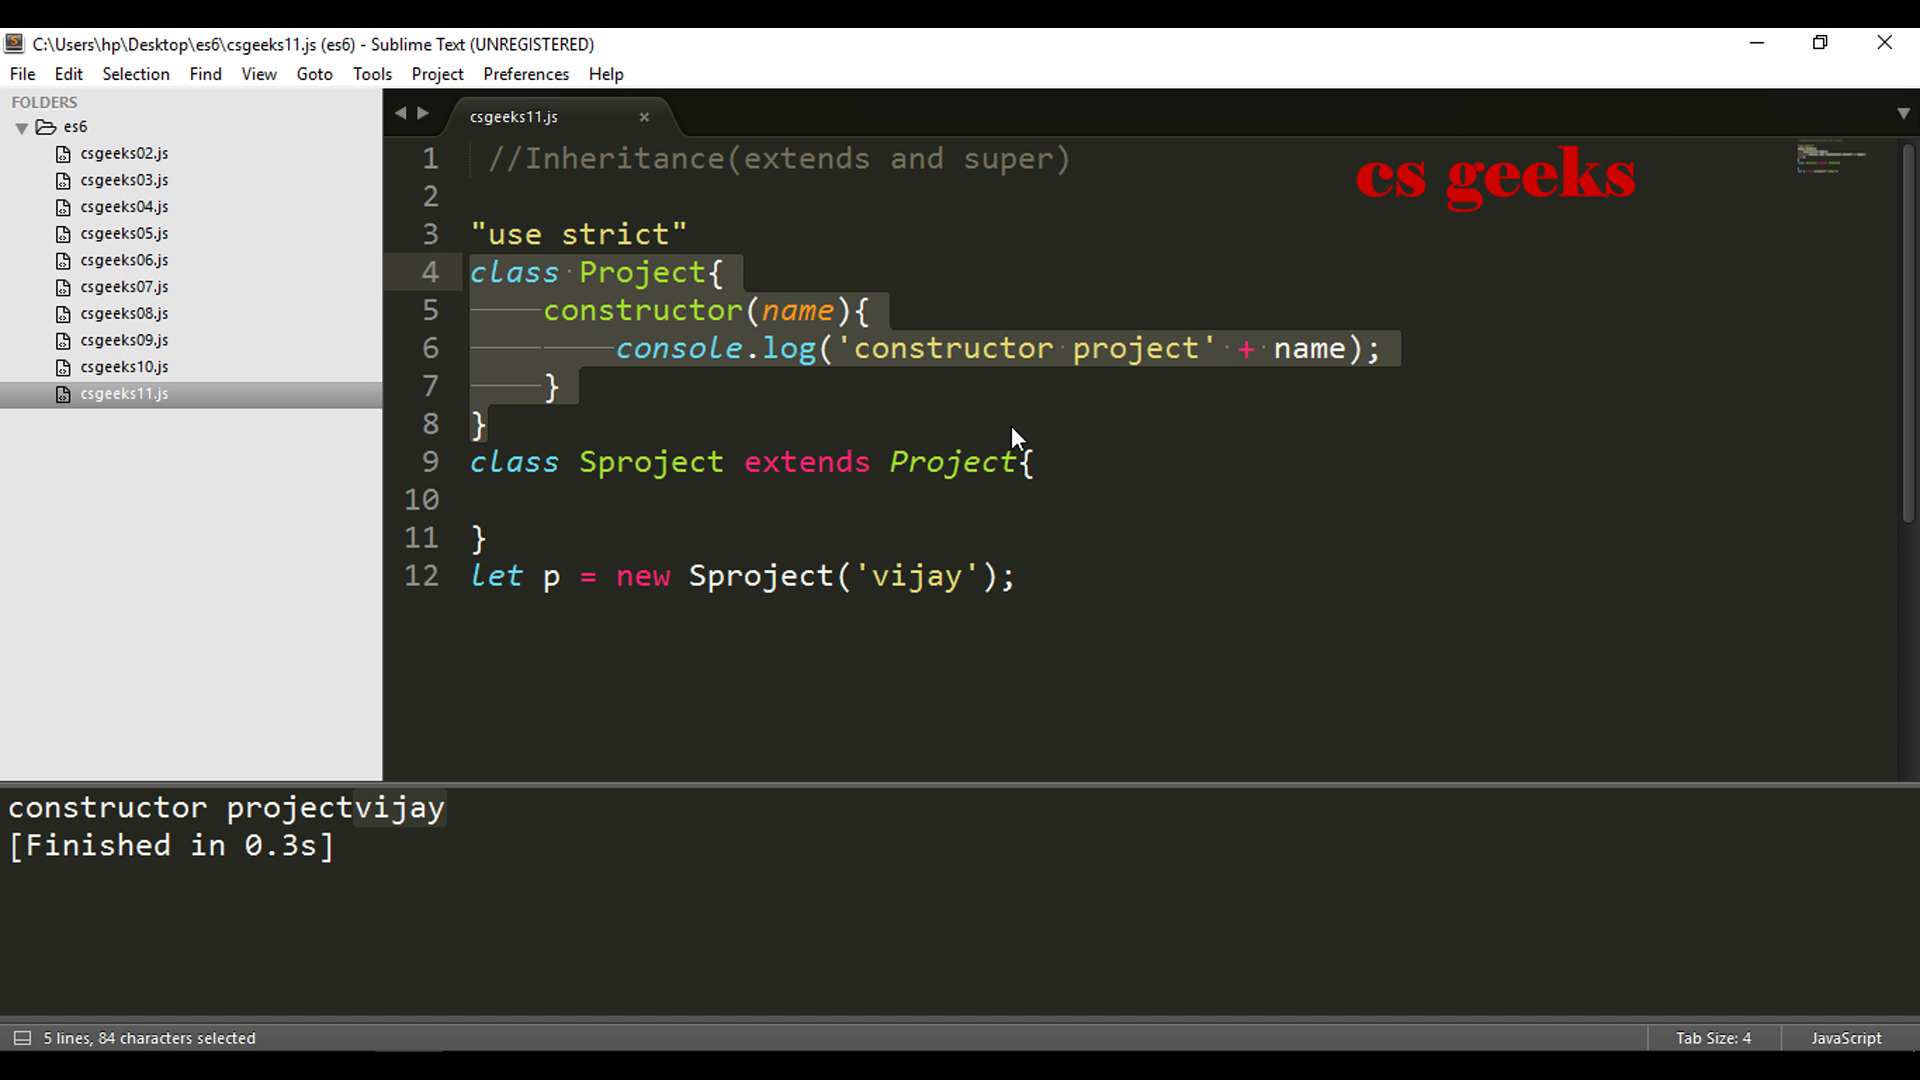 C:\Users\hp\Desktop\es6\csgeeks11.js (es6) - Sublime Text (UNREGISTERED)
File Edit Selection Find View Goto Tools Project Preferences Help
FOLDERS
es6
csgeeks02.js
csgeeks03.js
csgeeks04.js
csgeeks05.js
csgeeks06.js
csgeeks07.js
csgeeks08.js
csgeeks09.js
csgeeks10.js
csgeeks11.js
csgeeks11.js
cs geeks
1 //Inheritance(extends and super)
2
3 "use strict"
4 class Project{
5 constructor(name){
6 console.log('constructor project' + name);
7 }
8 }
9 class Sproject extends Project{
10
11 }
12 let p = new Sproject('vijay');
constructor projectvijay
[Finished in 0.3s]
5 lines, 84 characters selected
Tab Size: 4
JavaScript